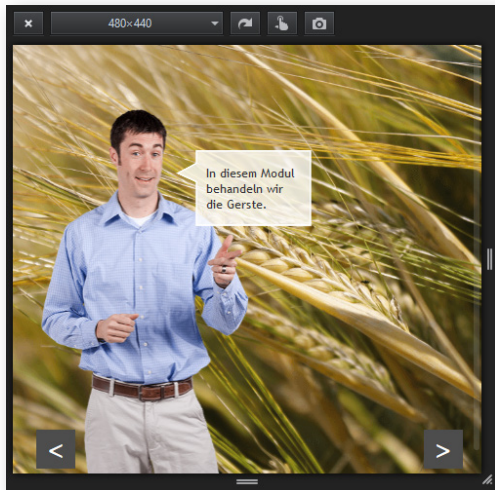 480×440
In diesem Modul
behandeln wir
die Gerste.
< >